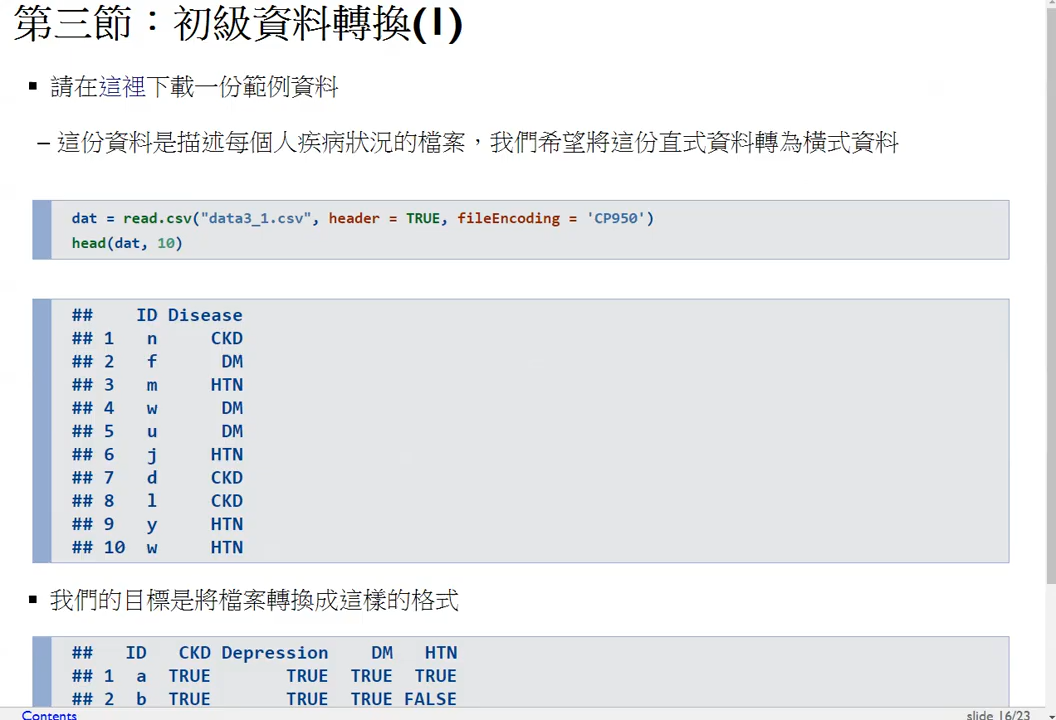 第三節：初級資料轉換(I)
▪ 請在這裡下載一份範例資料
– 這份資料是描述每個人疾病狀況的檔案，我們希望將這份直式資料轉為橫式資料
dat = read.csv("data3_1.csv", header = TRUE, fileEncoding = 'CP950')
head(dat, 10)
##    ID Disease
## 1   n     CKD
## 2   f      DM
## 3   m     HTN
## 4   w      DM
## 5   u      DM
## 6   j     HTN
## 7   d     CKD
## 8   l     CKD
## 9   y     HTN
## 10  w     HTN
▪ 我們的目標是將檔案轉換成這樣的格式
##   ID   CKD Depression    DM   HTN
## 1  a  TRUE       TRUE  TRUE  TRUE
## 2  b  TRUE       TRUE  TRUE FALSE
Contents
slide 16/23